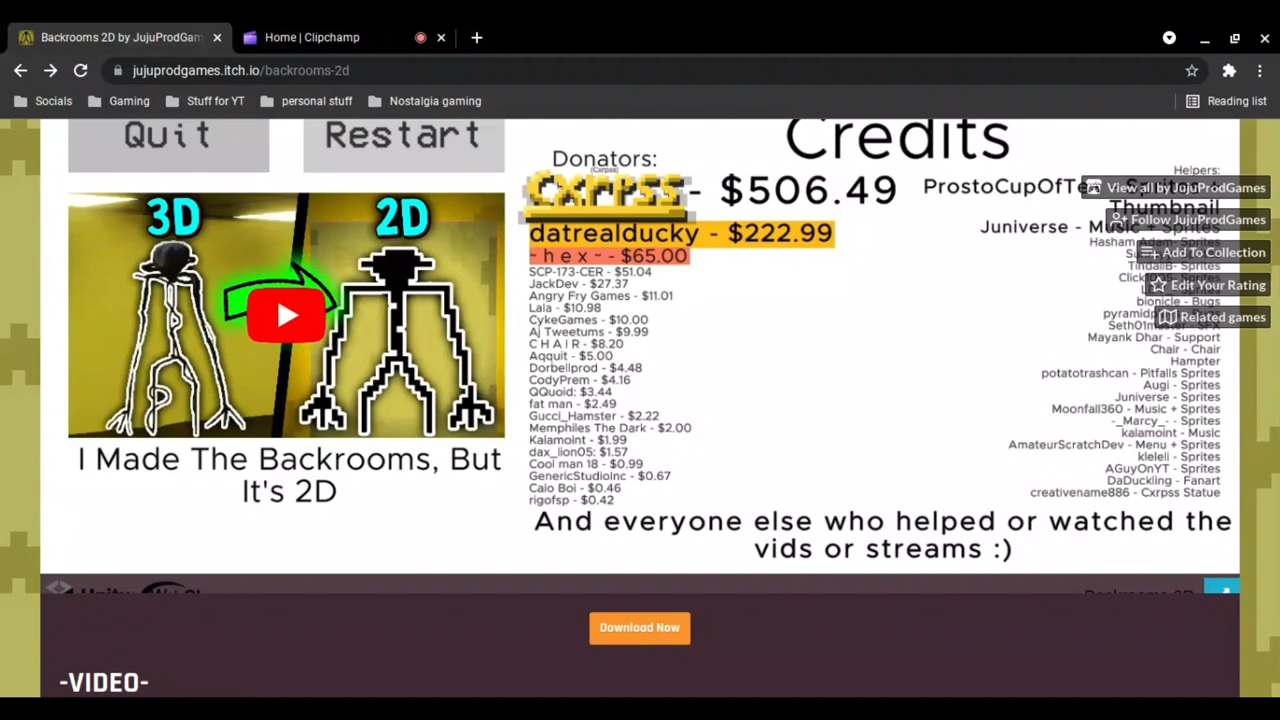 Backrooms 2D by JujuProdGam
Home | Clipchamp
jujuprodgames.itch.io/backrooms-2d
Socials
Gaming
Stuff for YT
personal stuff
Nostalgia gaming
Reading list
Quit
Restart
3D
2D
I Made The Backrooms, But
It's 2D
Credits
Donators:
(Cxrpss)
Cxrpss - $506.49
datrealducky - $222.99
~ h e x ~ - $65.00
SCP-173-CER - $51.04
JackDev - $27.37
Angry Fry Games - $11.01
Lala - $10.98
CykeGames - $10.00
Aj Tweetums - $9.99
C H A I R - $8.20
Aqquit - $5.00
Dorbellprod - $4.48
CodyPrem - $4.16
QQuoid: $3.44
fat man - $2.49
Gucci_Hamster - $2.22
Memphiles The Dark - $2.00
Kalamoint - $1.99
dax_lion05: $1.57
Cool man 18 - $0.99
GenericStudioInc - $0.67
Caio Boi - $0.46
rigofsp - $0.42
Helpers:
ProstoCupOfTe
Thumbnail
Juniverse - Music +
Hasham Adam- Sprites
TindallB- Sprites
bionicle - Bugs
pyramid
Seth01 - SFX
Mayank Dhar - Support
Chair - Chair
Hampter
potatotrashcan - Pitfalls Sprites
Augi - Sprites
Juniverse - Sprites
Moonfall360 - Music + Sprites
-_Marcy_- - Sprites
kalamoint - Music
AmateurScratchDev - Menu + Sprites
kleleli - Sprites
AGuyOnYT - Sprites
DaDuckling - Fanart
creativename886 - Cxrpss Statue
View all by JujuProdGames
Follow JujuProdGames
Add To Collection
Edit Your Rating
Related games
And everyone else who helped or watched the
vids or streams :)
Download Now
-VIDEO-